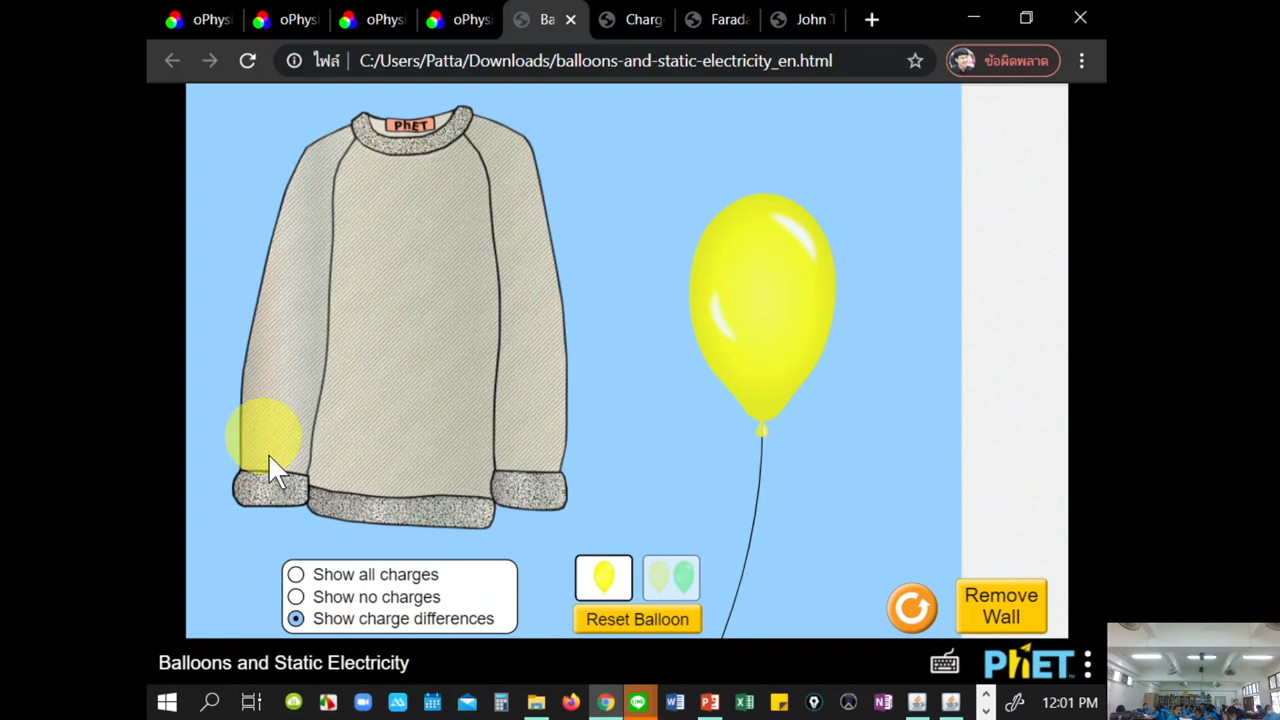 oPhysi oPhysi oPhysi oPhysi Ba Charg Farad John T
ไฟล์ C:/Users/Patta/Downloads/balloons-and-static-electricity_en.html ข้อผิดพลาด
PhET
Show all charges
Show no charges
Show charge differences
Reset Balloon
Remove
Wall
Balloons and Static Electricity
PhET
12:01 PM